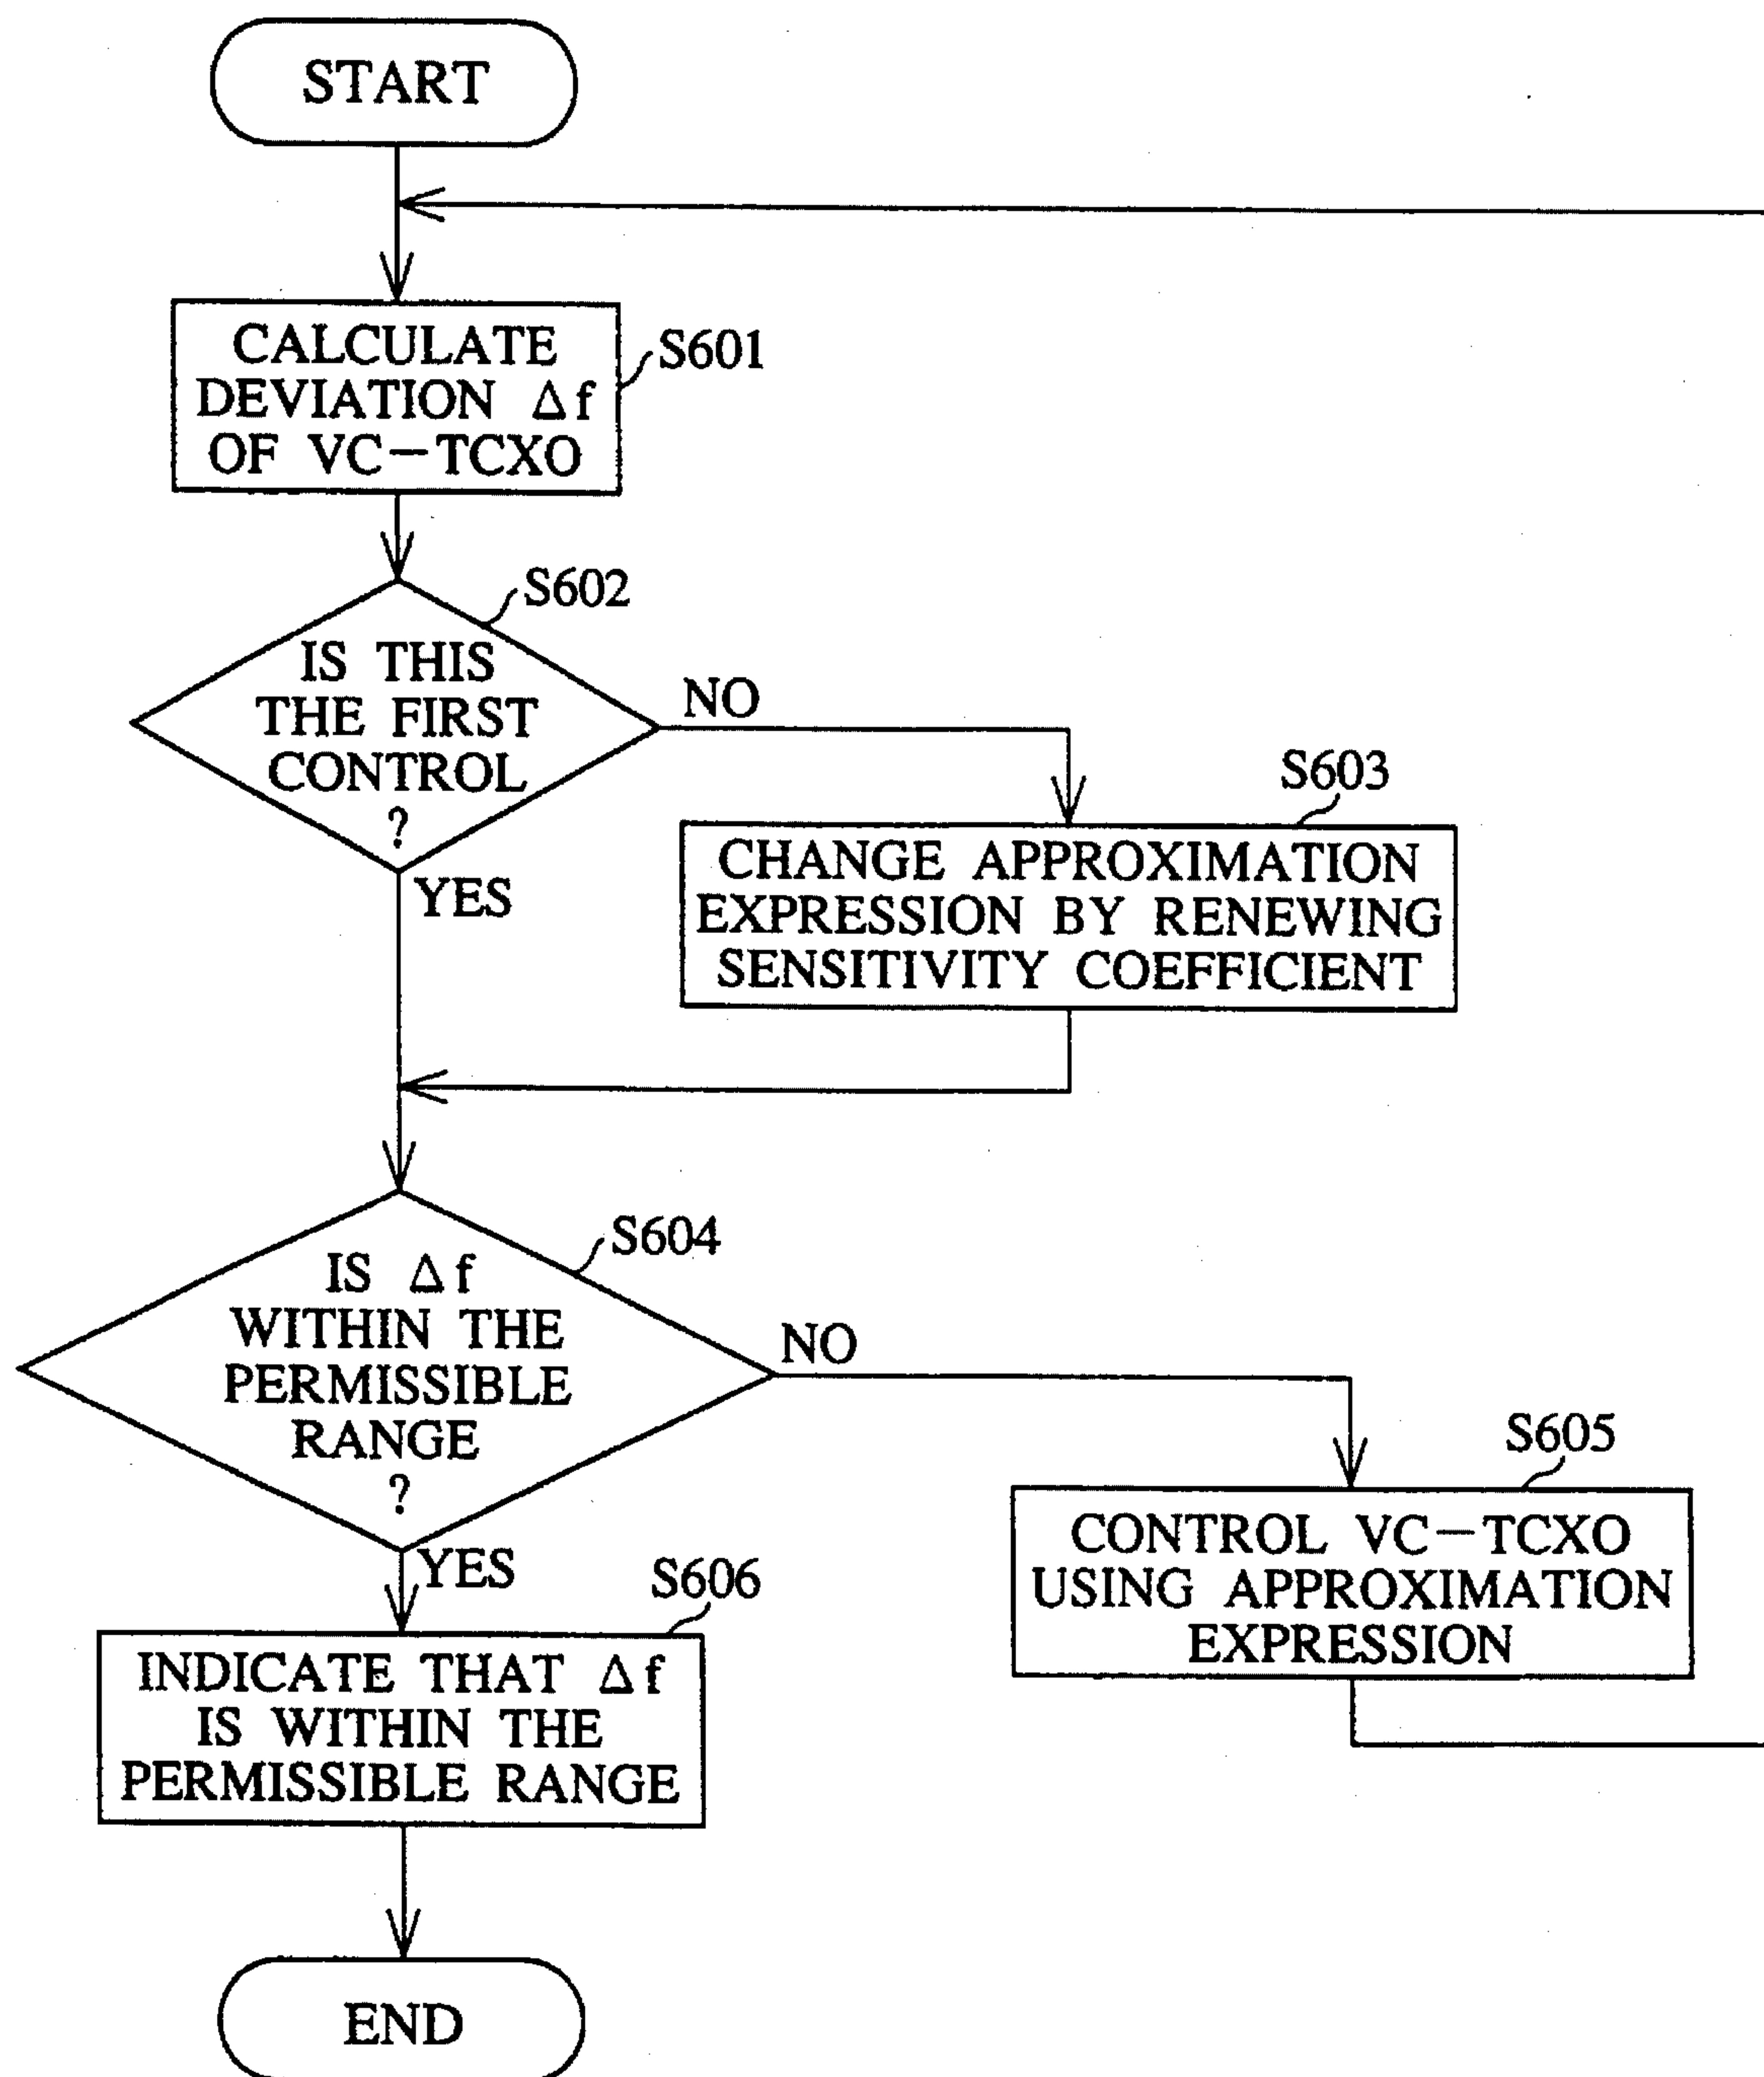 START
CALCULATE
DEVIATION Δf
OF VC-TCXO
S601
S602
IS THIS
THE FIRST
CONTROL
?
NO
YES
S603
CHANGE APPROXIMATION
EXPRESSION BY RENEWING
SENSITIVITY COEFFICIENT
S604
IS Δf
WITHIN THE
PERMISSIBLE
RANGE
?
NO
YES
S605
CONTROL VC-TCXO
USING APPROXIMATION
EXPRESSION
S606
INDICATE THAT Δf
IS WITHIN THE
PERMISSIBLE RANGE
END